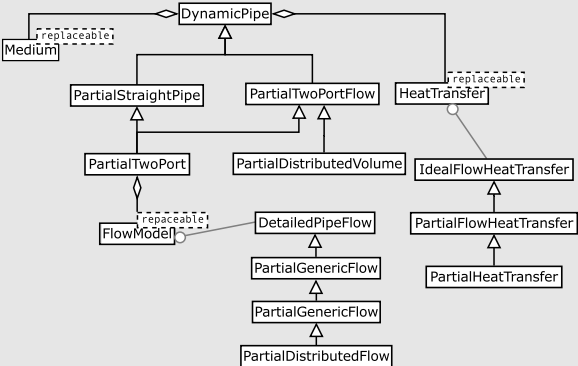 DynamicPipe
replaceable
Medium
PartialStraightPipe
PartialTwoPortFlow
replaceable
HeatTransfer
PartialTwoPort
PartialDistributedVolume
IdealFlowHeatTransfer
repaceable
FlowModel
DetailedPipeFlow
PartialFlowHeatTransfer
PartialGenericFlow
PartialHeatTransfer
PartialGenericFlow
PartialDistributedFlow